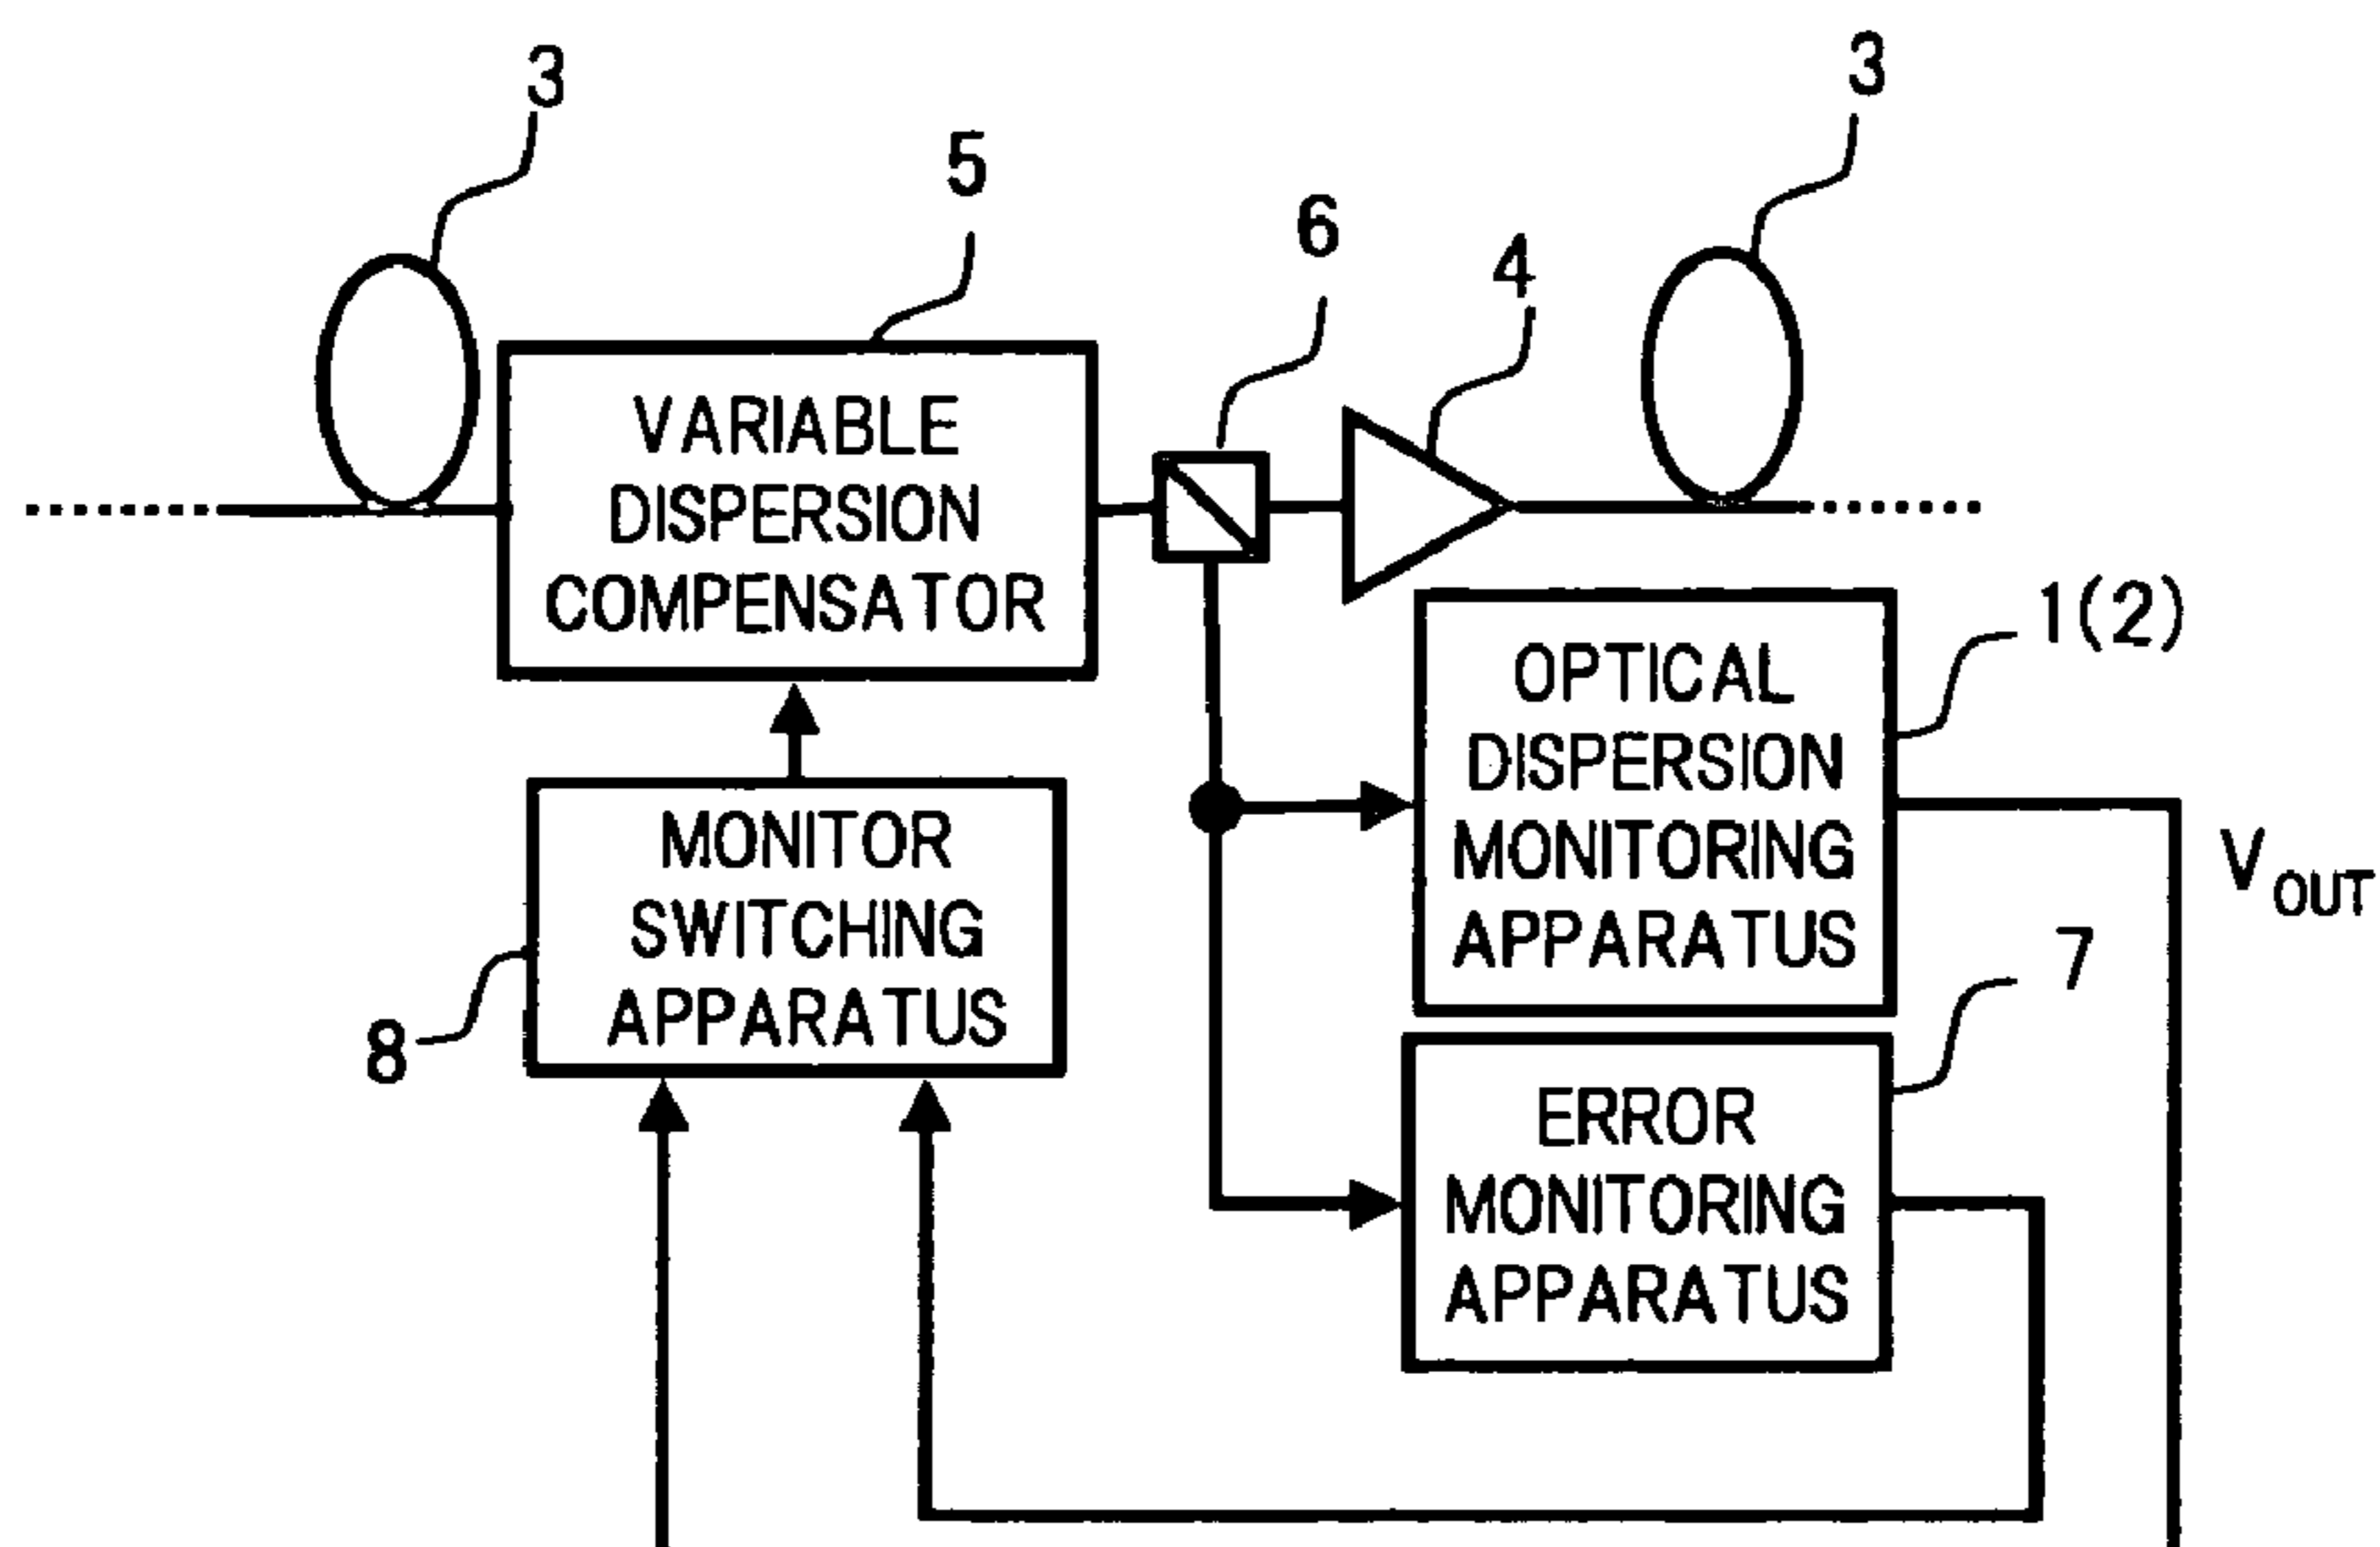 3
3
5
6
4
VARIABLE
DISPERSION
COMPENSATOR
1(2)
OPTICAL
DISPERSION
MONITORING
APPARATUS
MONITOR
SWITCHING
APPARATUS
V OUT
7
8
ERROR
MONITORING
APPARATUS